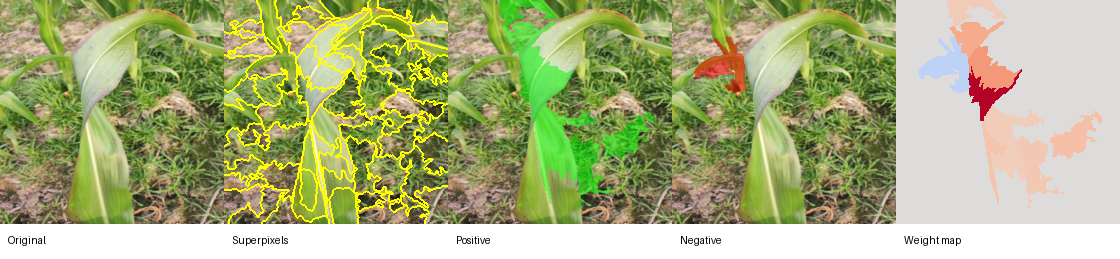 Original
Superpixels
Positive
Negative
Weight map